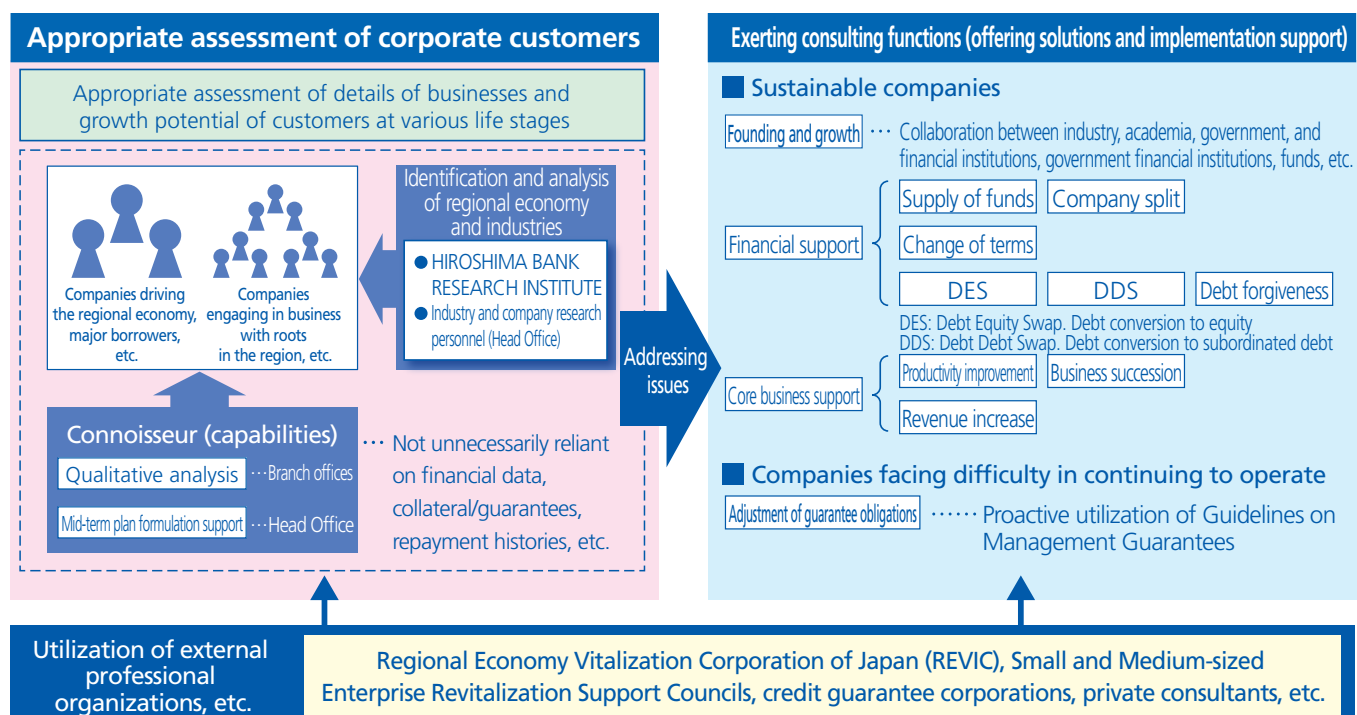 Appropriate assessment of corporate customers
Appropriate assessment of details of businesses and
growth potential of customers at various life stages
Companies driving
the regional economy,
major borrowers,
etc.
Companies
engaging in business
with roots
in the region, etc.
Identification and analysis
of regional economy
and industries
● HIROSHIMA BANK
RESEARCH INSTITUTE
● Industry and company research
personnel (Head Office)
Connoisseur (capabilities)
Qualitative analysis ···Branch offices
Mid-term plan formulation support ···Head Office
··· Not unnecessarily reliant
on financial data,
collateral/guarantees,
repayment histories, etc.
Addressing
issues
Exerting consulting functions (offering solutions and implementation support)
■ Sustainable companies
Founding and growth ··· Collaboration between industry, academia, government, and
financial institutions, government financial institutions, funds, etc.
Financial support
Supply of funds Company split
Change of terms
DES DDS Debt forgiveness
DES: Debt Equity Swap. Debt conversion to equity
DDS: Debt Debt Swap. Debt conversion to subordinated debt
Core business support
Productivity improvement Business succession
Revenue increase
■ Companies facing difficulty in continuing to operate
Adjustment of guarantee obligations ······ Proactive utilization of Guidelines on
Management Guarantees
Utilization of external
professional
organizations, etc.
Regional Economy Vitalization Corporation of Japan (REVIC), Small and Medium-sized
Enterprise Revitalization Support Councils, credit guarantee corporations, private consultants, etc.